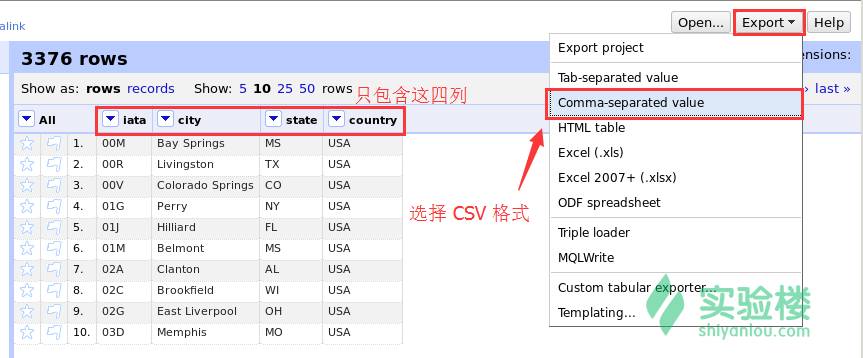 alink
Open... Export Help
3376 rows
ensions:
Show as: rows records Show: 5 10 25 50 rows
› last »
只包含这四列
All iata city state country
1. 00M Bay Springs MS USA
2. 00R Livingston TX USA
3. 00V Colorado Springs CO USA
4. 01G Perry NY USA
5. 01J Hilliard FL USA
6. 01M Belmont MS USA
7. 02A Clanton AL USA
8. 02C Brookfield WI USA
9. 02G East Liverpool OH USA
10. 03D Memphis MO USA
选择 CSV 格式
Export project
Tab-separated value
Comma-separated value
HTML table
Excel (.xls)
Excel 2007+ (.xlsx)
ODF spreadsheet
Triple loader
MQLWrite
Custom tabular exporter...
Templating...
实验楼
shiyanlou.com